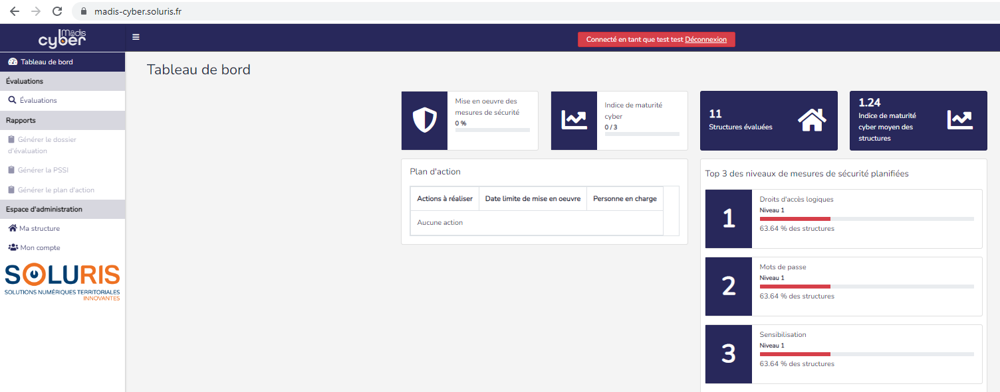 madis-cyber.soluris.fr
Madis
cyber
Connecté en tant que test test Déconnexion
Tableau de bord
Évaluations
Évaluations
Rapports
Générer le dossier
d'évaluation
Générer la PSSI
Générer le plan d'action
Espace d'administration
Ma structure
Mon compte
SOLURIS
SOLUTIONS NUMÉRIQUES TERRITORIALES
INNOVANTES
Tableau de bord
Mise en oeuvre des
mesures de sécurité
0 %
Indice de maturité
cyber
0 / 3
11
Structures évaluées
1.24
Indice de maturité
cyber moyen des
structures
Plan d'action
Actions à réaliser Date limite de mise en oeuvre Personne en charge
Aucune action
Top 3 des niveaux de mesures de sécurité planifiées
1
Droits d'accès logiques
Niveau 1
63.64 % des structures
2
Mots de passe
Niveau 1
63.64 % des structures
3
Sensibilisation
Niveau 1
63.64 % des structures